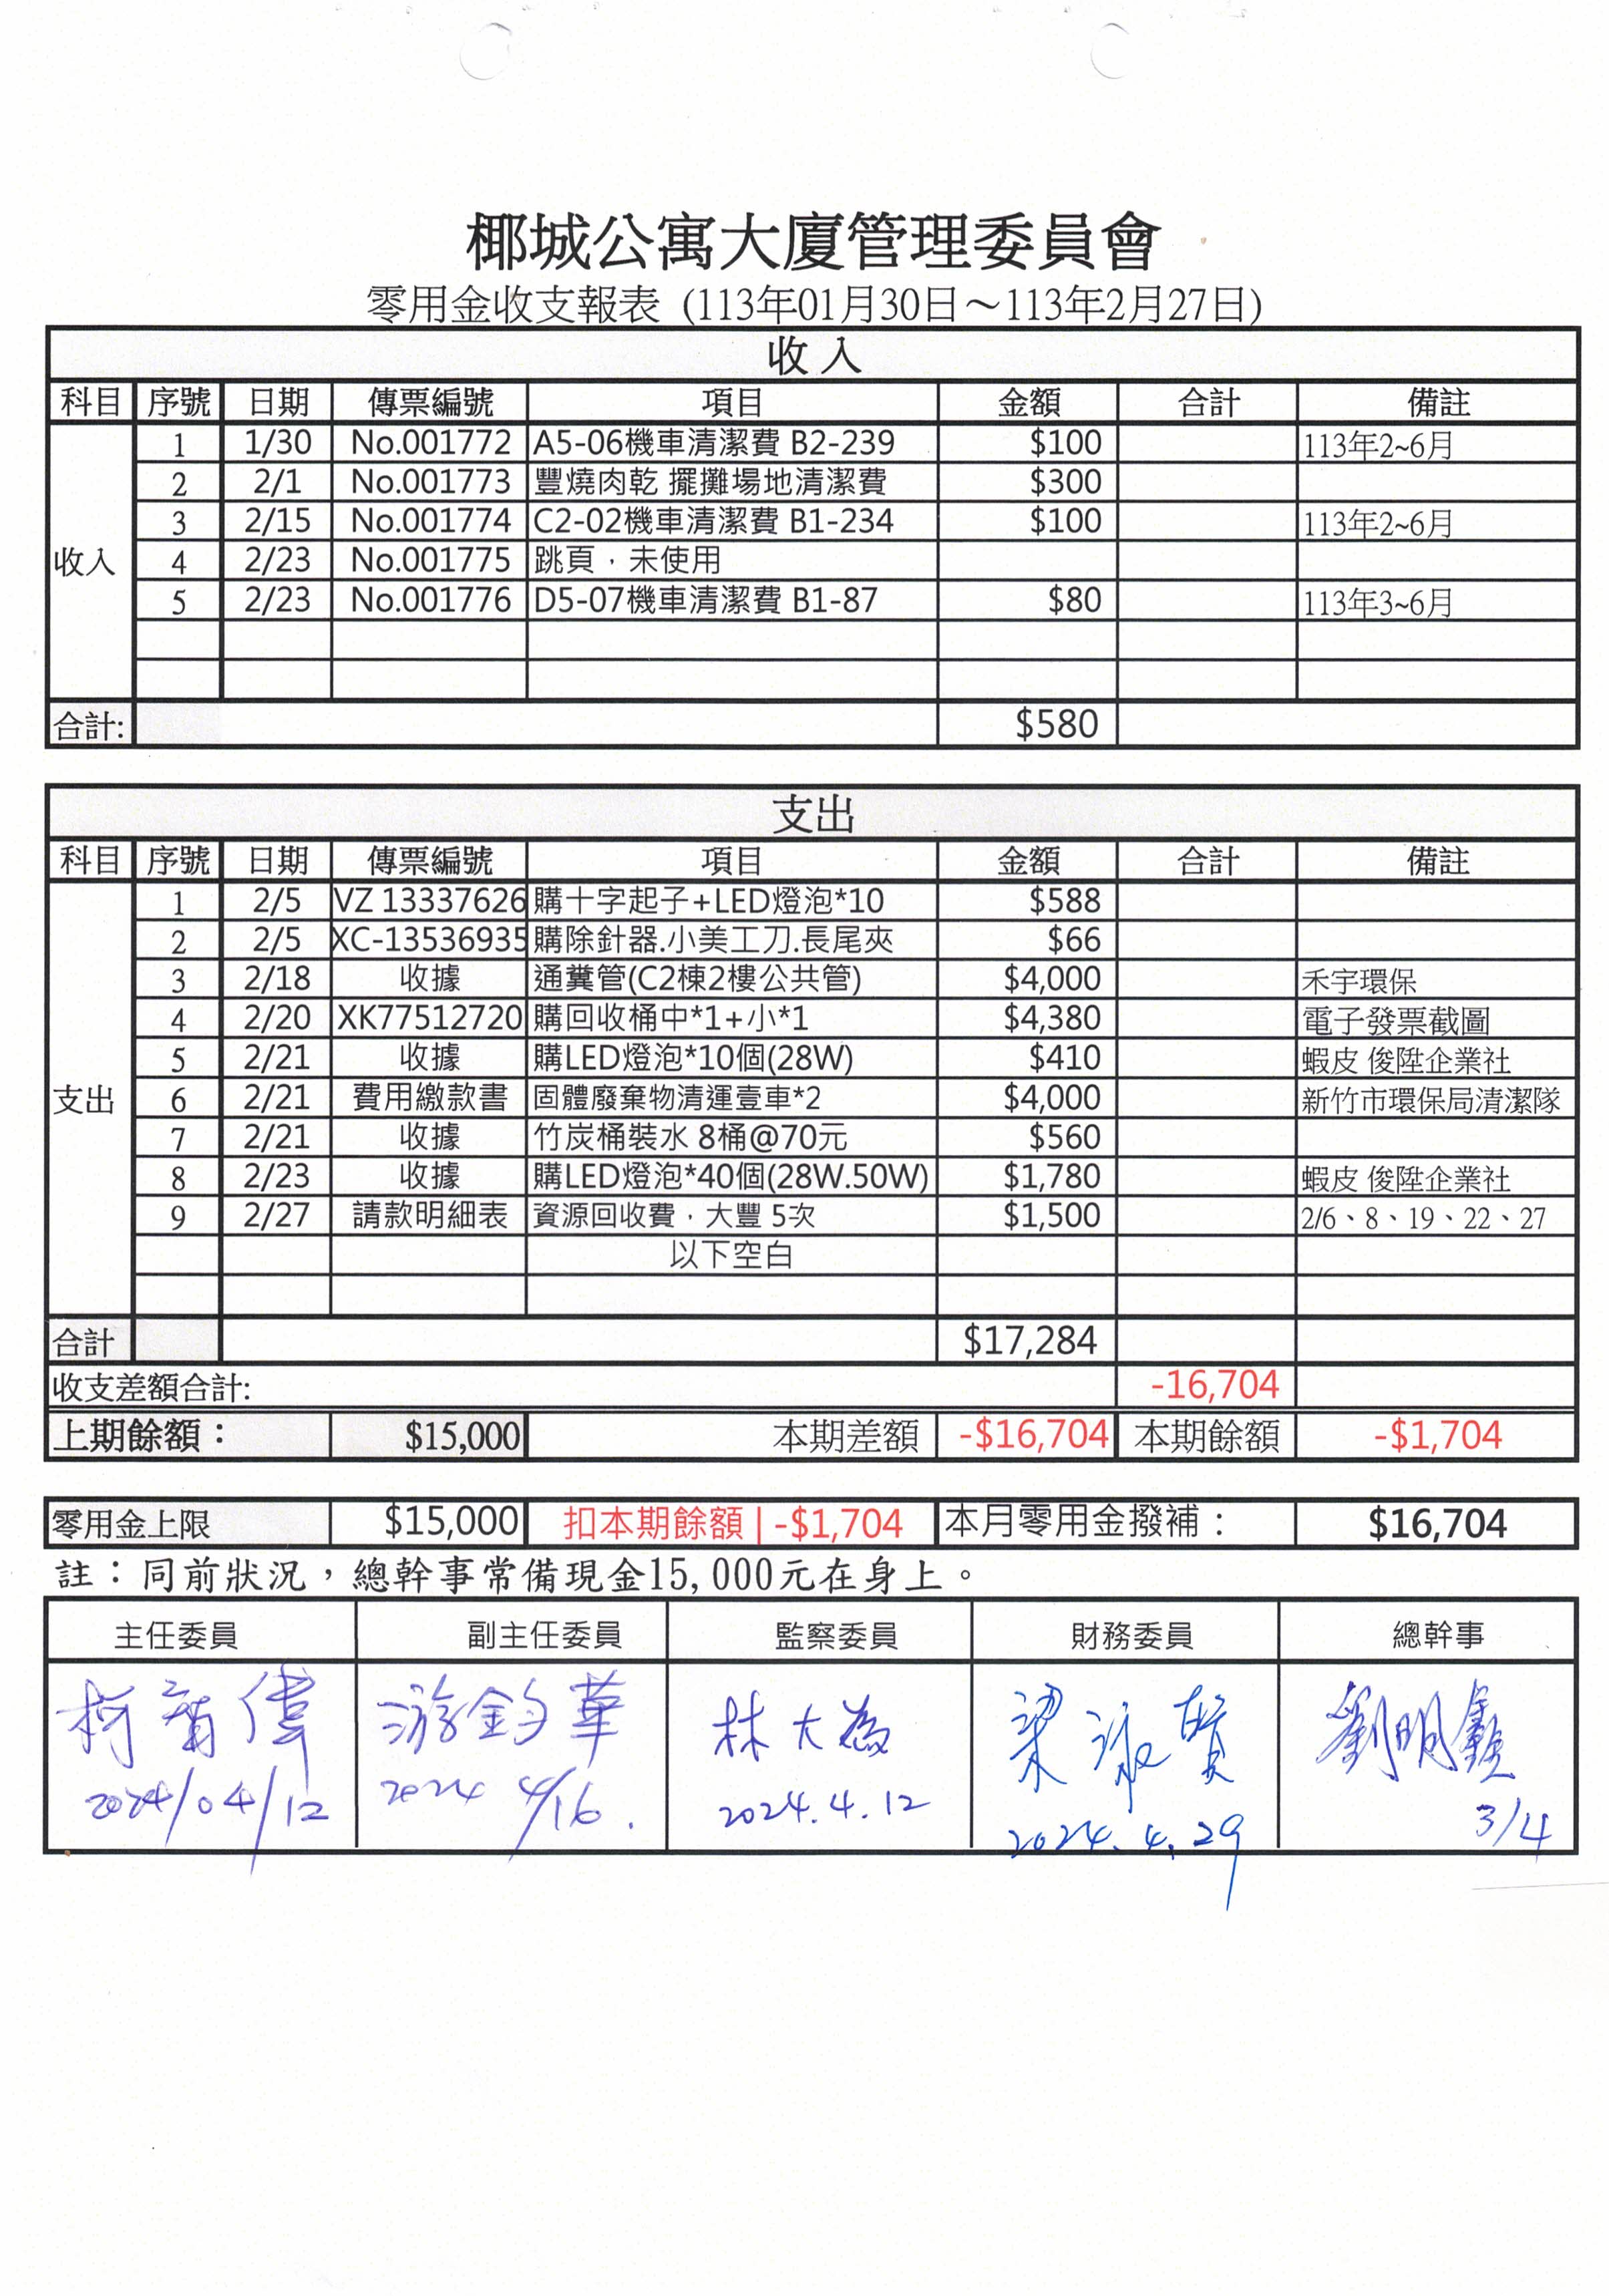 椰城公寓大廈管理委員會
零用金收支報表 (113年01月30日～113年2月27日)
收 入
科目 序號 日期 傳票編號 項目 金額 合計 備註
收入
1 1/30 No.001772 A5-06機車清潔費 B2-239 $100 113年2~6月
2 2/1 No.001773 豐燒肉乾 擺攤場地清潔費 $300
3 2/15 No.001774 C2-02機車清潔費 B1-234 $100 113年2~6月
4 2/23 No.001775 跳頁，未使用
5 2/23 No.001776 D5-07機車清潔費 B1-87 $80 113年3~6月
合計: $580
支出
科目 序號 日期 傳票編號 項目 金額 合計 備註
支出
1 2/5 VZ 13337626 購十字起子+LED燈泡*10 $588
2 2/5 XC-13536935 購除針器.小美工刀.長尾夾 $66
3 2/18 收據 通糞管(C2棟2樓公共管) $4,000 禾宇環保
4 2/20 XK77512720 購回收桶中*1+小*1 $4,380 電子發票截圖
5 2/21 收據 購LED燈泡*10個(28W) $410 蝦皮 俊陞企業社
6 2/21 費用繳款書 固體廢棄物清運壹車*2 $4,000 新竹市環保局清潔隊
7 2/21 收據 竹炭桶裝水 8桶@70元 $560
8 2/23 收據 購LED燈泡*40個(28W.50W) $1,780 蝦皮 俊陞企業社
9 2/27 請款明細表 資源回收費，大豐 5次 $1,500 2/6、8、19、22、27
以下空白
合計 $17,284
收支差額合計: -16,704
上期餘額： $15,000 本期差額 -$16,704 本期餘額 -$1,704
零用金上限 $15,000 扣本期餘額 | -$1,704 本月零用金撥補： $16,704
註：同前狀況，總幹事常備現金15,000元在身上。
主任委員 副主任委員 監察委員 財務委員 總幹事
柯 偉 游鈞華 林大為 梁 賢 劉明鑫
2024/04/12 2024 4/16. 2024.4.12 2024.4.29 3/4